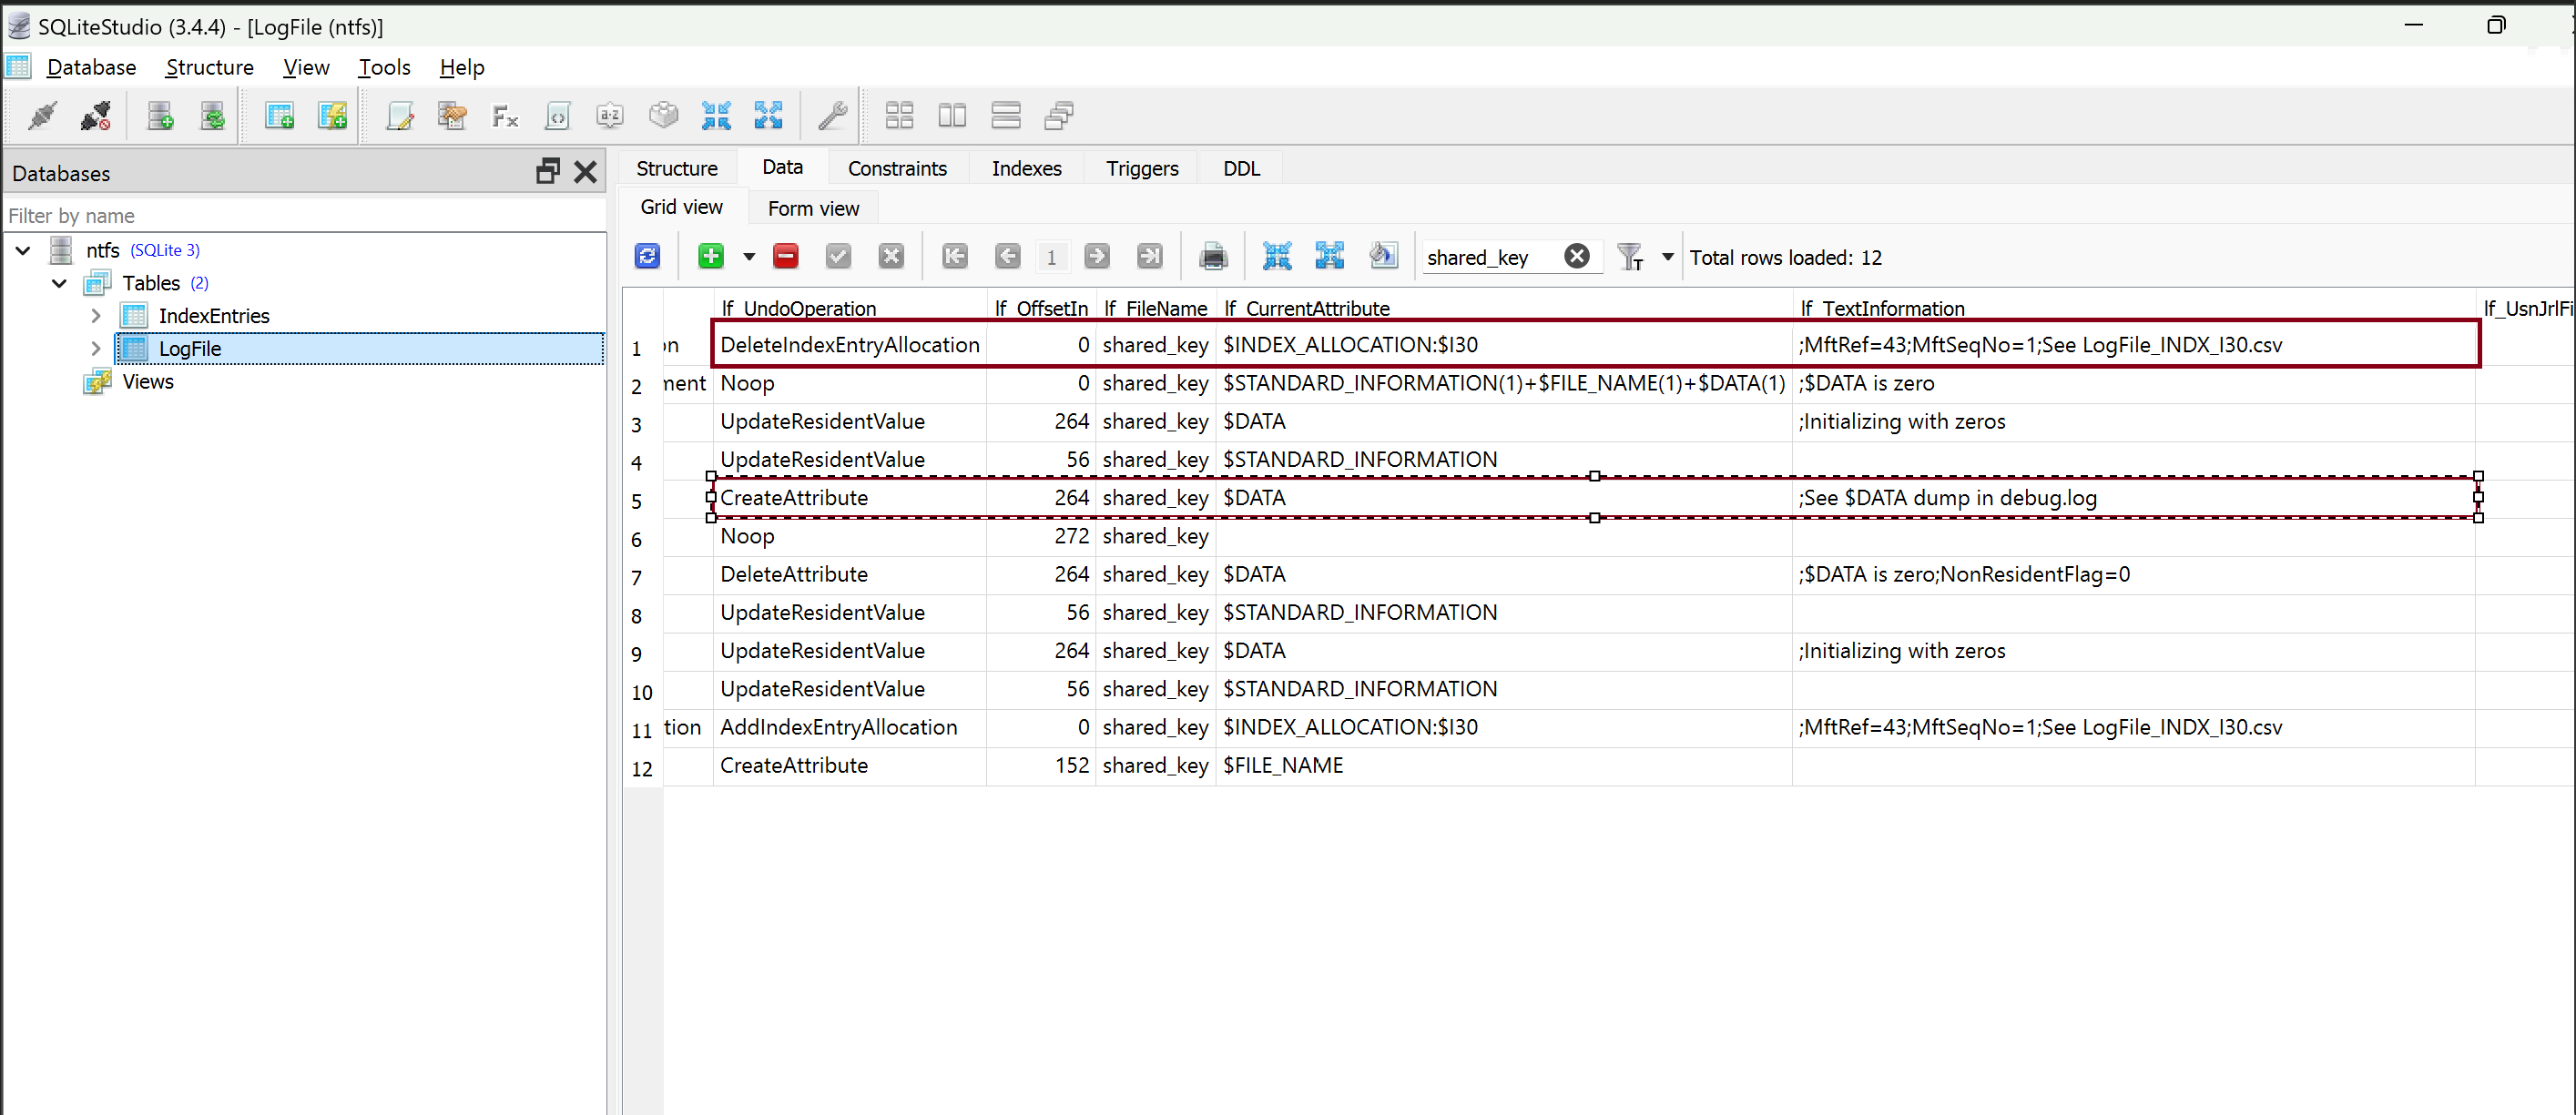 SQLiteStudio (3.4.4) - [LogFile (ntfs)]
Database Structure View Tools Help
Databases
Filter by name
ntfs (SQLite 3)
Tables (2)
IndexEntries
LogFile
Views
Structure Data Constraints Indexes Triggers DDL
Grid view Form view
1 shared_key Total rows loaded: 12
lf_UndoOperation lf_OffsetIn lf_FileName lf_CurrentAttribute lf_TextInformation lf_UsnJrlFi
1 on DeleteIndexEntryAllocation 0 shared_key $INDEX_ALLOCATION:$I30 ;MftRef=43;MftSeqNo=1;See LogFile_INDX_I30.csv
2 ment Noop 0 shared_key $STANDARD_INFORMATION(1)+$FILE_NAME(1)+$DATA(1) ;$DATA is zero
3 UpdateResidentValue 264 shared_key $DATA ;Initializing with zeros
4 UpdateResidentValue 56 shared_key $STANDARD_INFORMATION
5 CreateAttribute 264 shared_key $DATA ;See $DATA dump in debug.log
6 Noop 272 shared_key
7 DeleteAttribute 264 shared_key $DATA ;$DATA is zero;NonResidentFlag=0
8 UpdateResidentValue 56 shared_key $STANDARD_INFORMATION
9 UpdateResidentValue 264 shared_key $DATA ;Initializing with zeros
10 UpdateResidentValue 56 shared_key $STANDARD_INFORMATION
11 tion AddIndexEntryAllocation 0 shared_key $INDEX_ALLOCATION:$I30 ;MftRef=43;MftSeqNo=1;See LogFile_INDX_I30.csv
12 CreateAttribute 152 shared_key $FILE_NAME